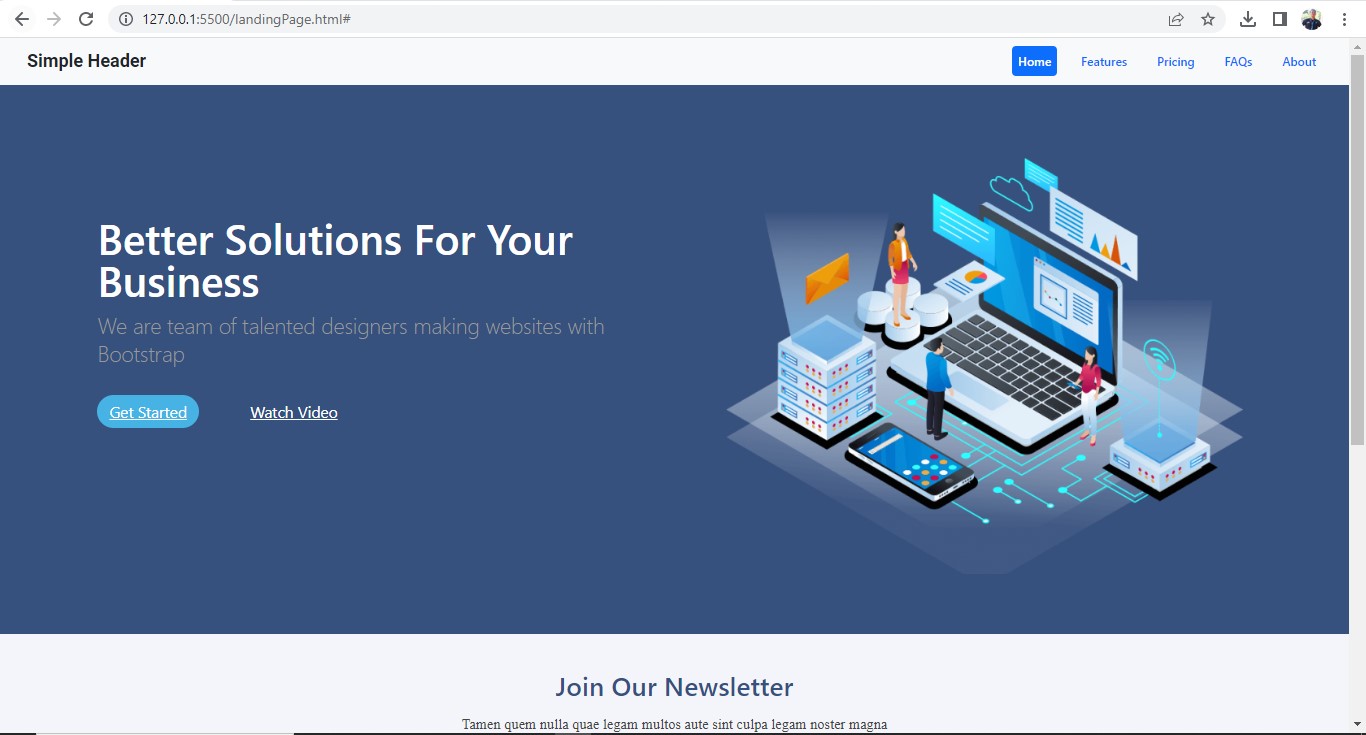 127.0.0.1:5500/landingPage.html#
Simple Header
Home Features Pricing FAQs About
Better Solutions For Your
Business
We are team of talented designers making websites with
Bootstrap
Get Started Watch Video
Join Our Newsletter
Tamen quem nulla quae legam multos aute sint culpa legam noster magna